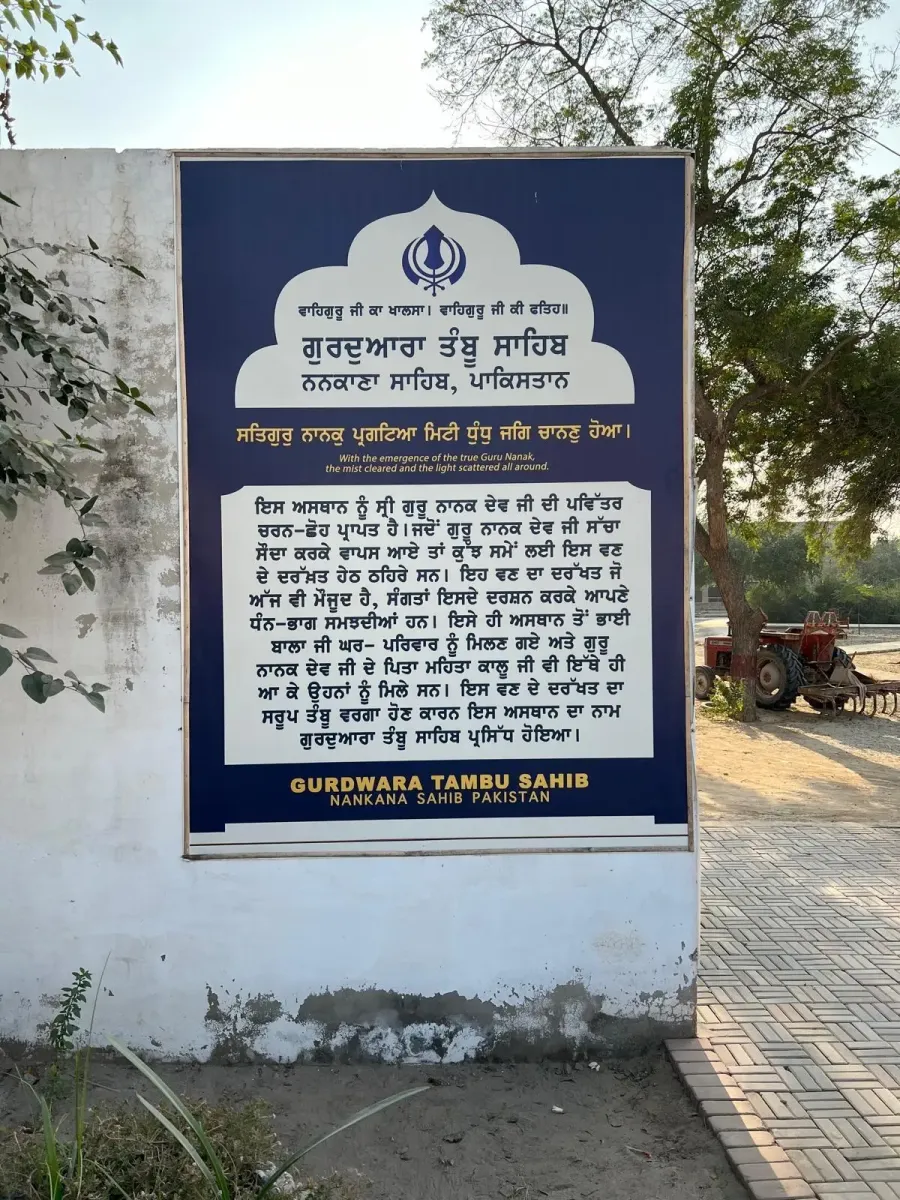 ਵਾਹਿਗੁਰੂ ਜੀ ਕਾ ਖਾਲਸਾ। ਵਾਹਿਗੁਰੂ ਜੀ ਕੀ ਫਤਿਹ॥
ਗੁਰਦੁਆਰਾ ਤੰਬੂ ਸਾਹਿਬ
ਨਨਕਾਣਾ ਸਾਹਿਬ, ਪਾਕਿਸਤਾਨ
ਸਤਿਗੁਰੁ ਨਾਨਕੁ ਪ੍ਰਗਟਿਆ ਮਿਟੀ ਧੁੰਧੁ ਜਗਿ ਚਾਨਣੁ ਹੋਆ।
With the emergence of the true Guru Nanak,
the mist cleared and the light scattered all around.
ਇਸ ਅਸਥਾਨ ਨੂੰ ਸ੍ਰੀ ਗੁਰੂ ਨਾਨਕ ਦੇਵ ਜੀ ਦੀ ਪਵਿੱਤਰ
ਚਰਨ-ਛੋਹ ਪ੍ਰਾਪਤ ਹੈ।ਜਦੋਂ ਗੁਰੂ ਨਾਨਕ ਦੇਵ ਜੀ ਸੱਚਾ
ਸੌਦਾ ਕਰਕੇ ਵਾਪਸ ਆਏ ਤਾਂ ਕੁੱਝ ਸਮੇਂ ਲਈ ਇਸ ਵਣ
ਦੇ ਦਰੱਖ਼ਤ ਹੇਠ ਠਹਿਰੇ ਸਨ। ਇਹ ਵਣ ਦਾ ਦਰੱਖਤ ਜੋ
ਅੱਜ ਵੀ ਮੌਜੂਦ ਹੈ, ਸੰਗਤਾਂ ਇਸਦੇ ਦਰਸ਼ਨ ਕਰਕੇ ਆਪਣੇ
ਧੰਨ-ਭਾਗ ਸਮਝਦੀਆਂ ਹਨ। ਇਸੇ ਹੀ ਅਸਥਾਨ ਤੋਂ ਭਾਈ
ਬਾਲਾ ਜੀ ਘਰ- ਪਰਿਵਾਰ ਨੂੰ ਮਿਲਣ ਗਏ ਅਤੇ ਗੁਰੂ
ਨਾਨਕ ਦੇਵ ਜੀ ਦੇ ਪਿਤਾ ਮਹਿਤਾ ਕਾਲੂ ਜੀ ਵੀ ਇੱਥੇ ਹੀ
ਆ ਕੇ ਉਹਨਾਂ ਨੂੰ ਮਿਲੇ ਸਨ। ਇਸ ਵਣ ਦੇ ਦਰੱਖਤ ਦਾ
ਸਰੂਪ ਤੰਬੂ ਵਰਗਾ ਹੋਣ ਕਾਰਨ ਇਸ ਅਸਥਾਨ ਦਾ ਨਾਮ
ਗੁਰਦੁਆਰਾ ਤੰਬੂ ਸਾਹਿਬ ਪ੍ਰਸਿੱਧ ਹੋਇਆ।
GURDWARA TAMBU SAHIB
NANKANA SAHIB PAKISTAN